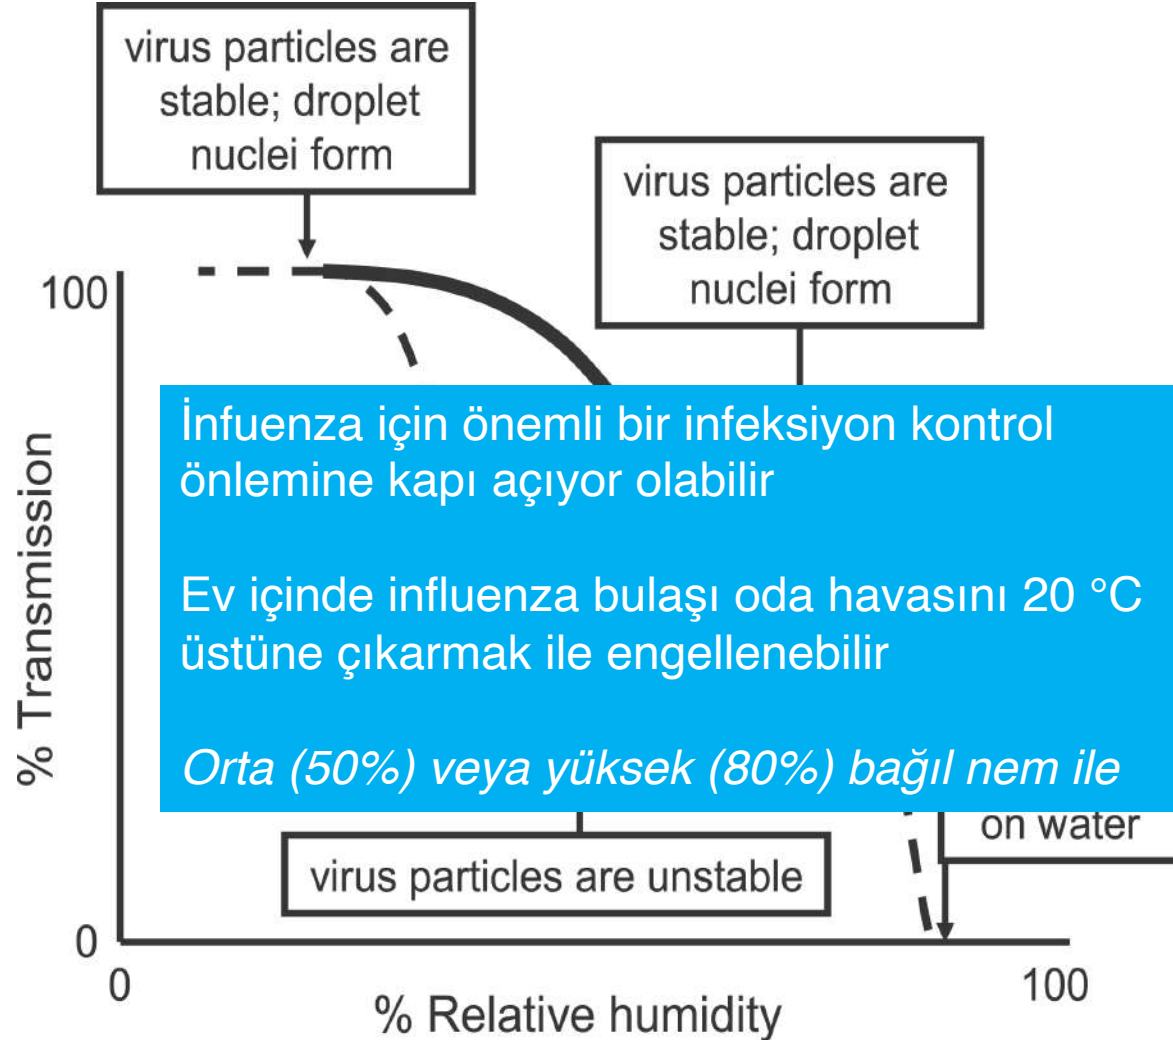 virus particles are
stable; droplet
nuclei form
virus particles are
stable; droplet
nuclei form
100
% Transmission
İnfuenza için önemli bir infeksiyon kontrol
önlemine kapı açıyor olabilir
Ev içinde influenza bulaşı oda havasını 20 °C
üstüne çıkarmak ile engellenebilir
Orta (50%) veya yüksek (80%) bağıl nem ile
on water
virus particles are unstable
0
0
100
% Relative humidity